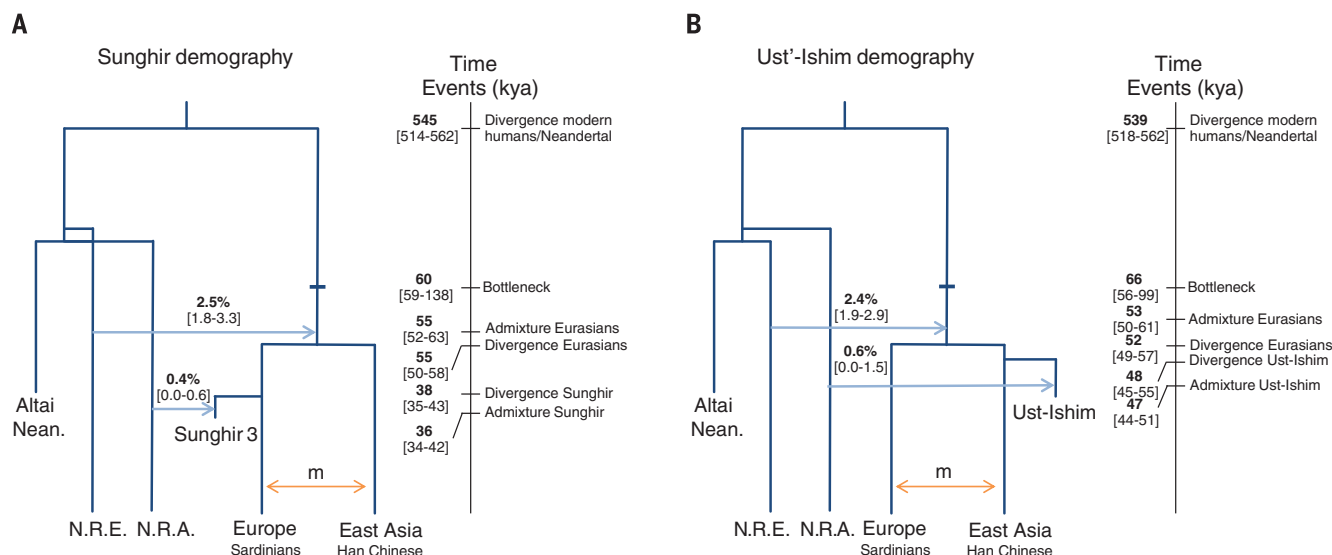 A
Sunghir demography
Time
Events (kya)
545
[514-562]
Divergence modern
humans/Neandertal
60
[59-138]
Bottleneck
2.5%
[1.8-3.3]
55
[52-63]
Admixture Eurasians
Divergence Eurasians
55
[50-58]
0.4%
[0.0-0.6]
38
[35-43]
Divergence Sunghir
Admixture Sunghir
36
[34-42]
Altai
Nean.
Sunghir 3
m
N.R.E.
N.R.A.
Europe
Sardinians
East Asia
Han Chinese
B
Ust'-Ishim demography
Time
Events (kya)
539
[518-562]
Divergence modern
humans/Neandertal
66
[56-99]
Bottleneck
2.4%
[1.9-2.9]
53
[50-61]
Admixture Eurasians
52
[49-57]
Divergence Eurasians
Divergence Ust-Ishim
0.6%
[0.0-1.5]
48
[45-55]
Admixture Ust-Ishim
47
[44-51]
Altai
Nean.
Ust-Ishim
m
N.R.E.
N.R.A.
Europe
Sardinians
East Asia
Han Chinese